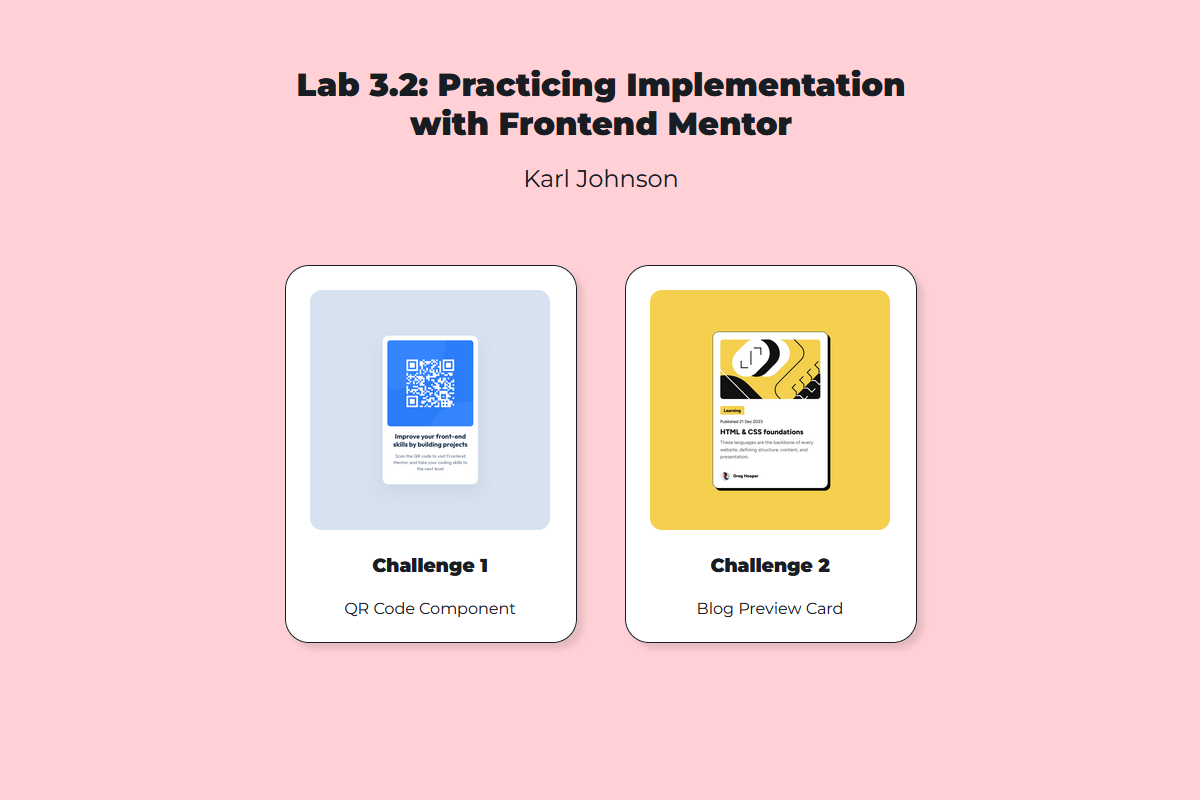 Lab 3.2: Practicing Implementation
with Frontend Mentor
Karl Johnson
Improve your front-end
skills by building projects
Scan the QR code to visit Frontend
Mentor and take your coding skills to
the next level
Challenge 1
QR Code Component
Learning
Published 21 Dec 2023
HTML & CSS foundations
These languages are the backbone of every
website, defining structure, content, and
presentation.
Greg Hooper
Challenge 2
Blog Preview Card